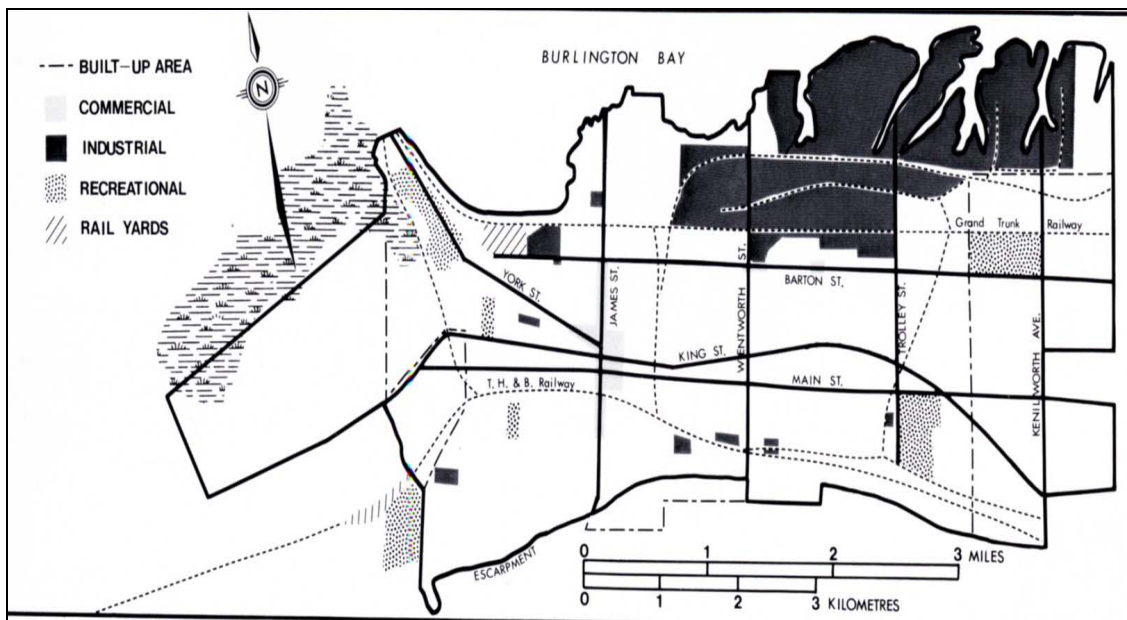 BURLINGTON BAY
N
BUILT-UP AREA
COMMERCIAL
INDUSTRIAL
RECREATIONAL
RAIL YARDS
Grand Trunk Railway
YORK ST.
JAMES ST.
WENTWORTH ST.
BARTON ST.
TROLLEY ST.
KENILWORTH AVE.
KING ST.
MAIN ST.
T. H. & B. Railway
ESCARPMENT
0 1 2 3 MILES
0 1 2 3 KILOMETRES